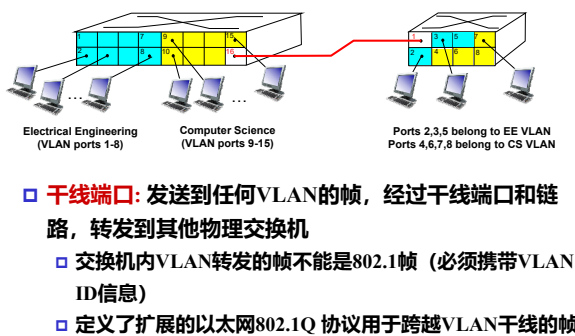 1 7 9 15
2 8 10 16
1 3 5 7
2 4 6 8
... ...
Electrical Engineering
(VLAN ports 1-8)
Computer Science
(VLAN ports 9-15)
Ports 2,3,5 belong to EE VLAN
Ports 4,6,7,8 belong to CS VLAN
干线端口: 发送到任何VLAN的帧，经过干线端口和链
路，转发到其他物理交换机
交换机内VLAN转发的帧不能是802.1帧（必须携带VLAN
ID信息）
定义了扩展的以太网802.1Q 协议用于跨越VLAN干线的帧